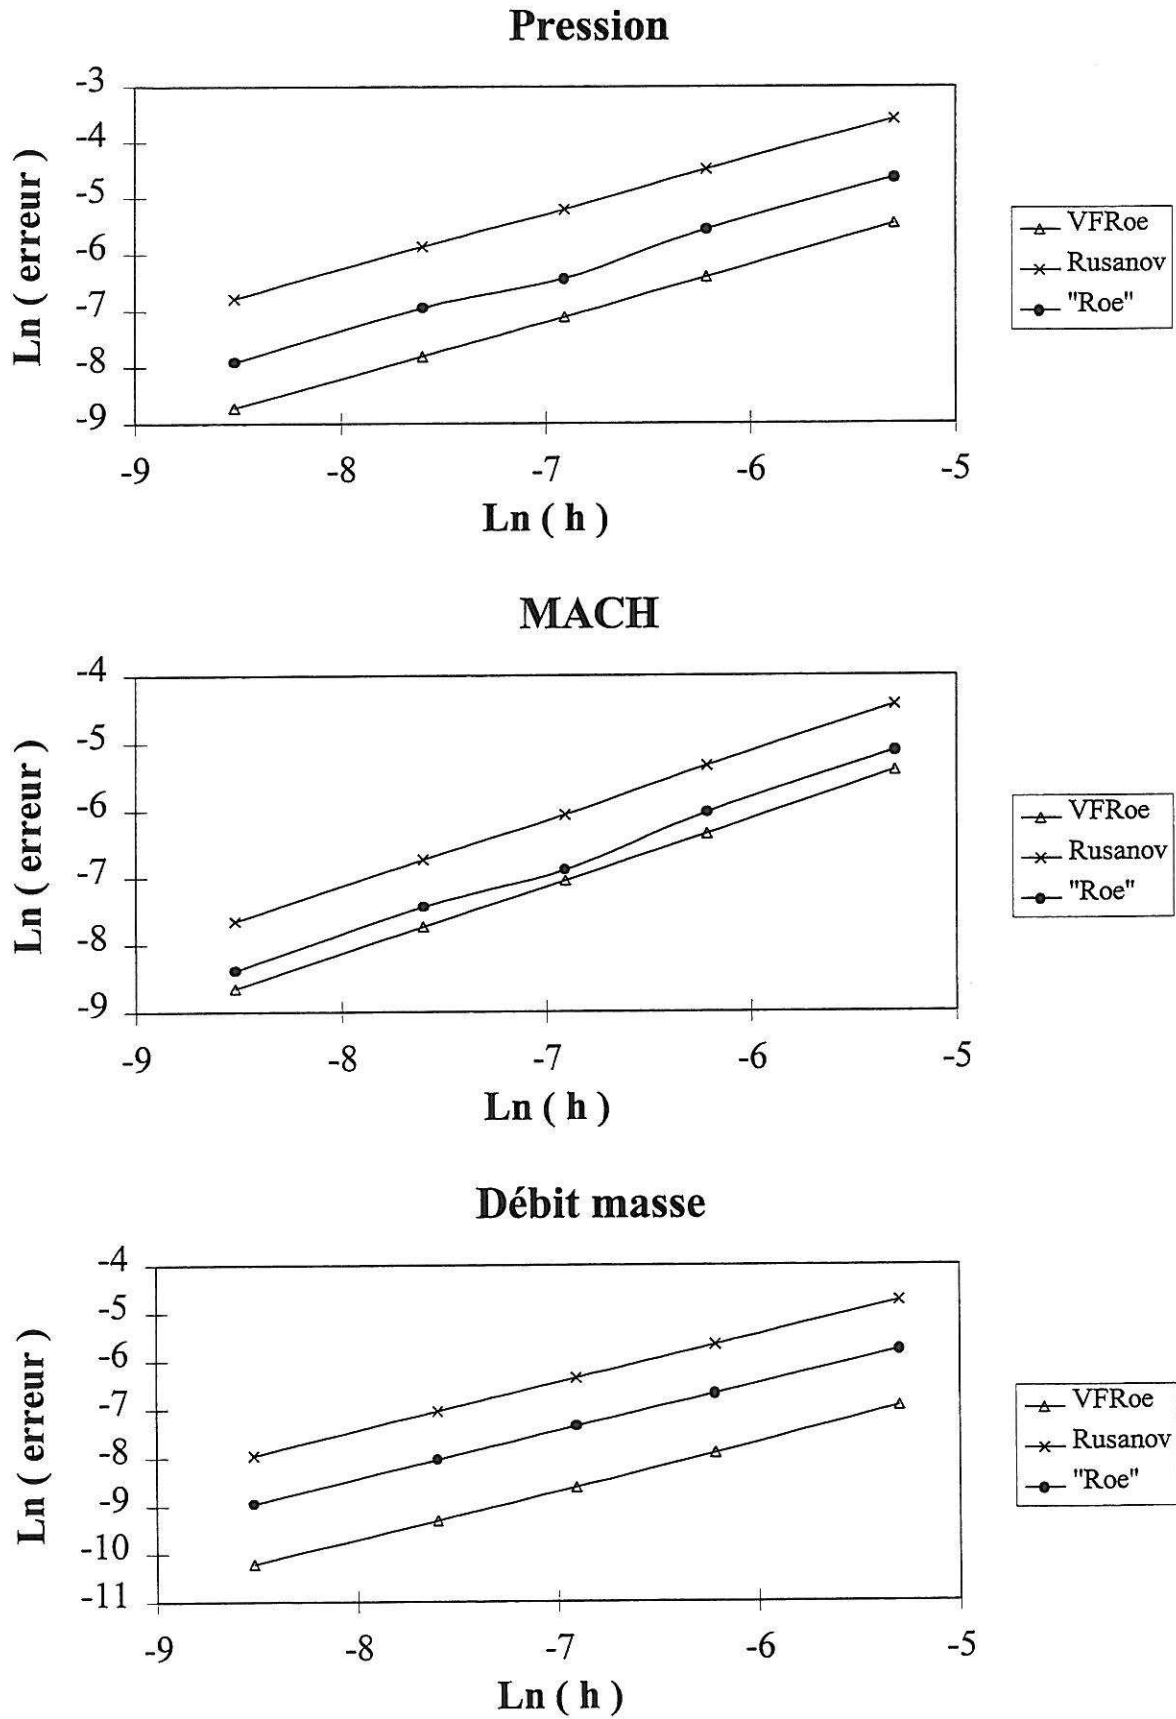 Pression
-3
-4
-5
-6
-7
-8
-9
Ln ( erreur )
-9 -8 -7 -6 -5
Ln ( h )
VFRoe
Rusanov
"Roe"
MACH
-4
-5
-6
-7
-8
-9
Ln ( erreur )
-9 -8 -7 -6 -5
Ln ( h )
VFRoe
Rusanov
"Roe"
Débit masse
-4
-5
-6
-7
-8
-9
-10
-11
Ln ( erreur )
-9 -8 -7 -6 -5
Ln ( h )
VFRoe
Rusanov
"Roe"